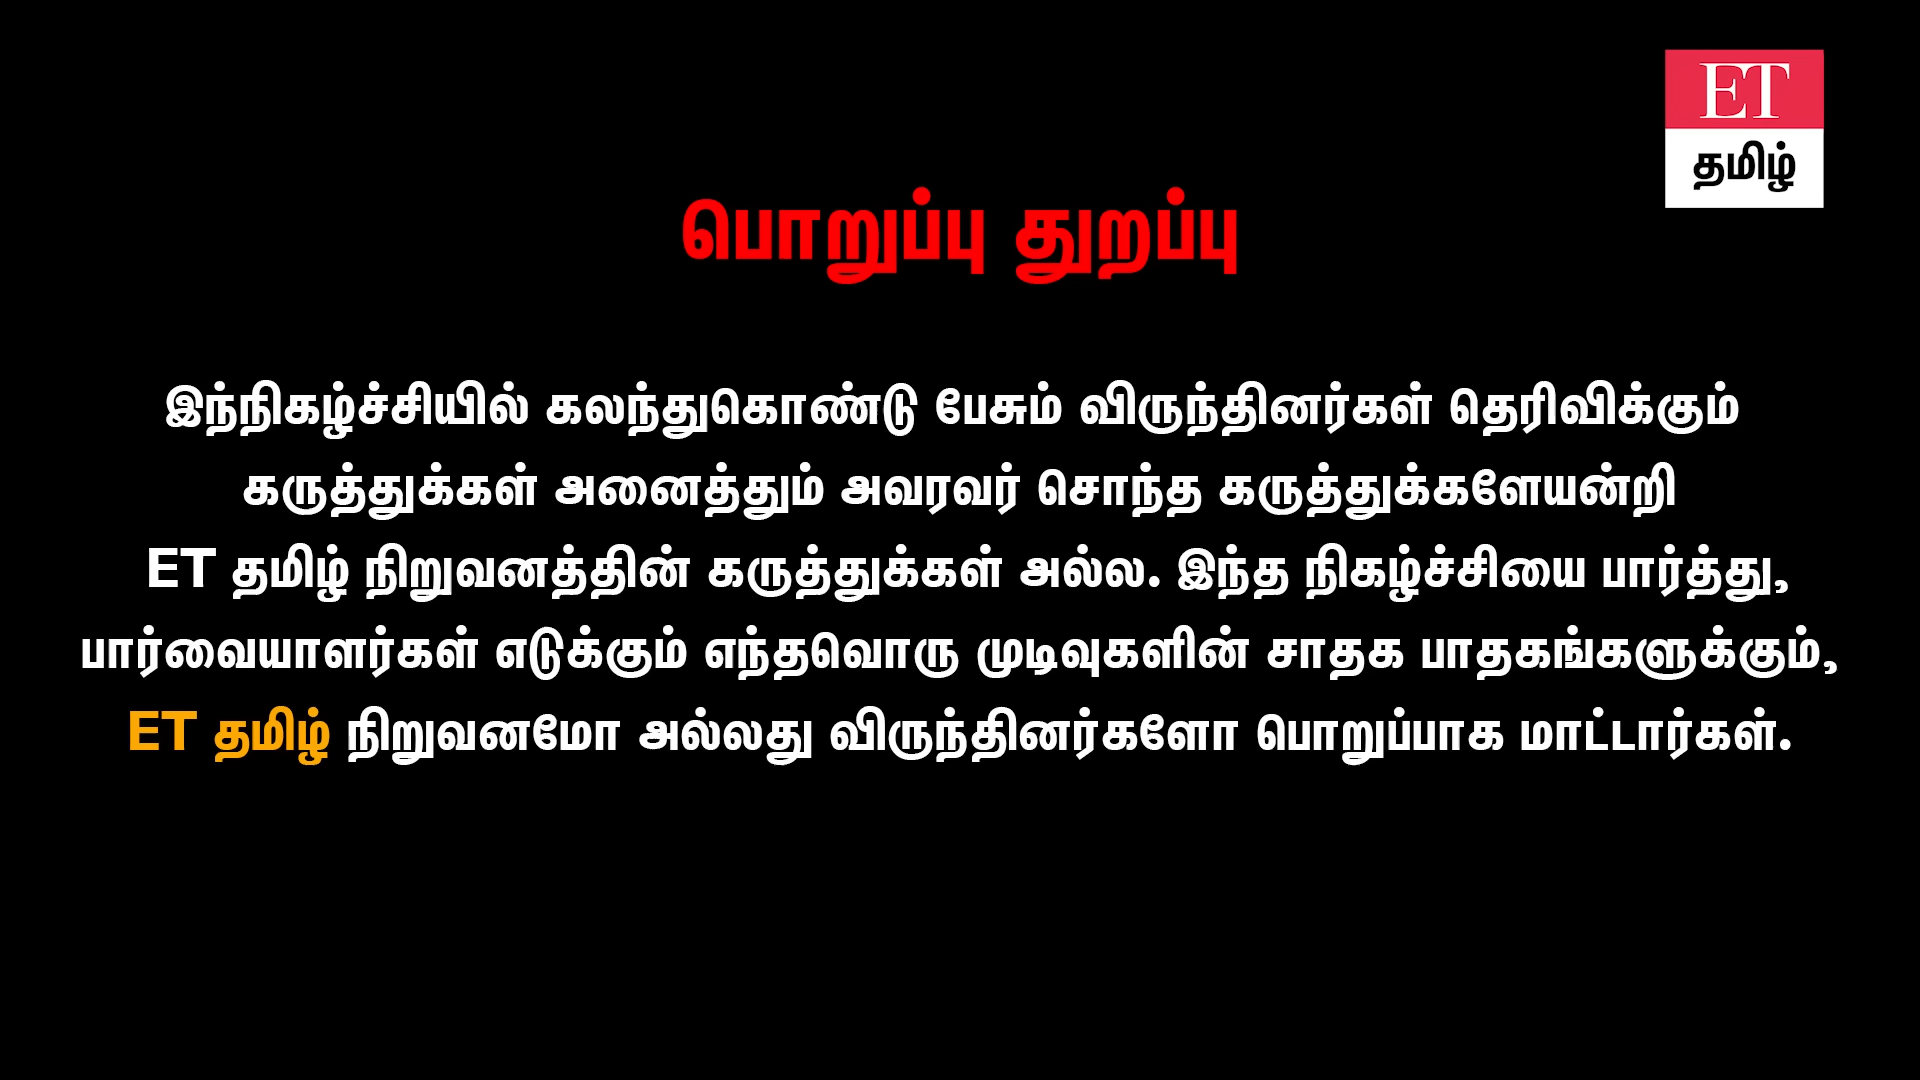 ET
தமிழ்
பொறுப்பு துறப்பு
இந்நிகழ்ச்சியில் கலந்துகொண்டு பேசும் விருந்தினர்கள் தெரிவிக்கும்
கருத்துக்கள் அனைத்தும் அவரவர் சொந்த கருத்துக்களேயன்றி
ET தமிழ் நிறுவனத்தின் கருத்துக்கள் அல்ல. இந்த நிகழ்ச்சியை பார்த்து,
பார்வையாளர்கள் எடுக்கும் எந்தவொரு முடிவுகளின் சாதக பாதகங்களுக்கும்,
ET தமிழ் நிறுவனமோ அல்லது விருந்தினர்களோ பொறுப்பாக மாட்டார்கள்.